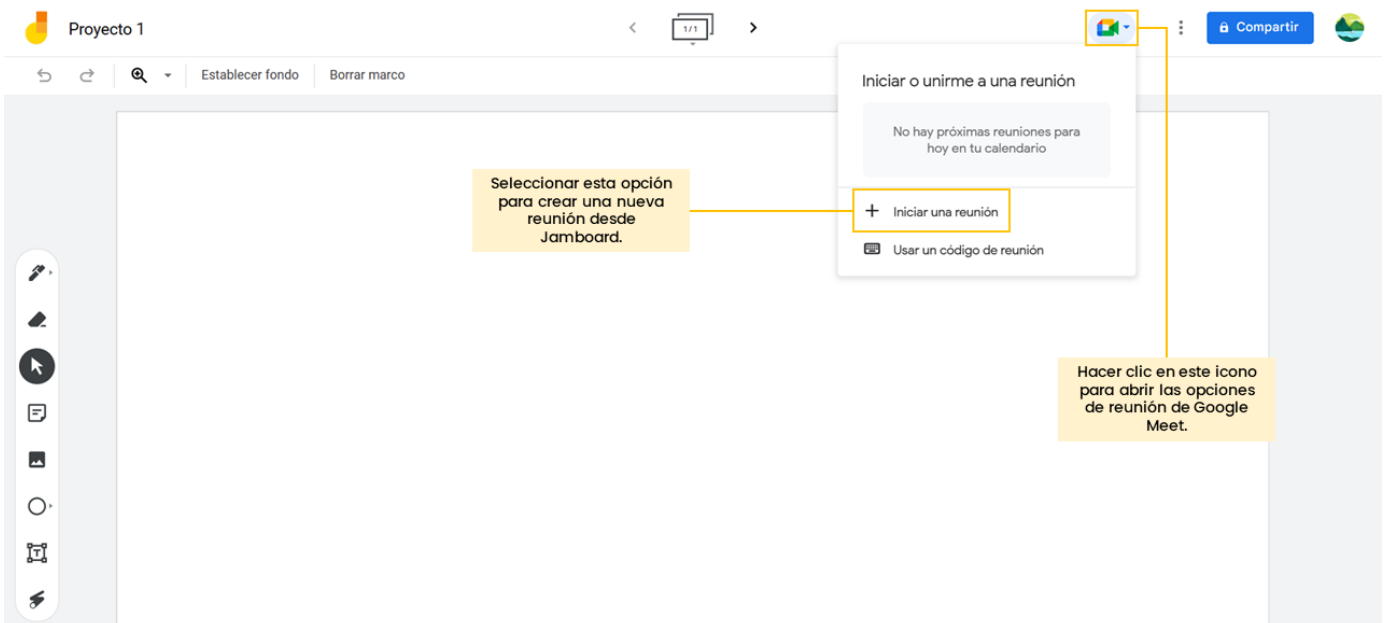 Proyecto 1
1/1
Compartir
Establecer fondo
Borrar marco
Iniciar o unirme a una reunión
No hay próximas reuniones para
hoy en tu calendario
Seleccionar esta opción
para crear una nueva
reunión desde
Jamboard.
Iniciar una reunión
Usar un código de reunión
Hacer clic en este icono
para abrir las opciones
de reunión de Google
Meet.
T